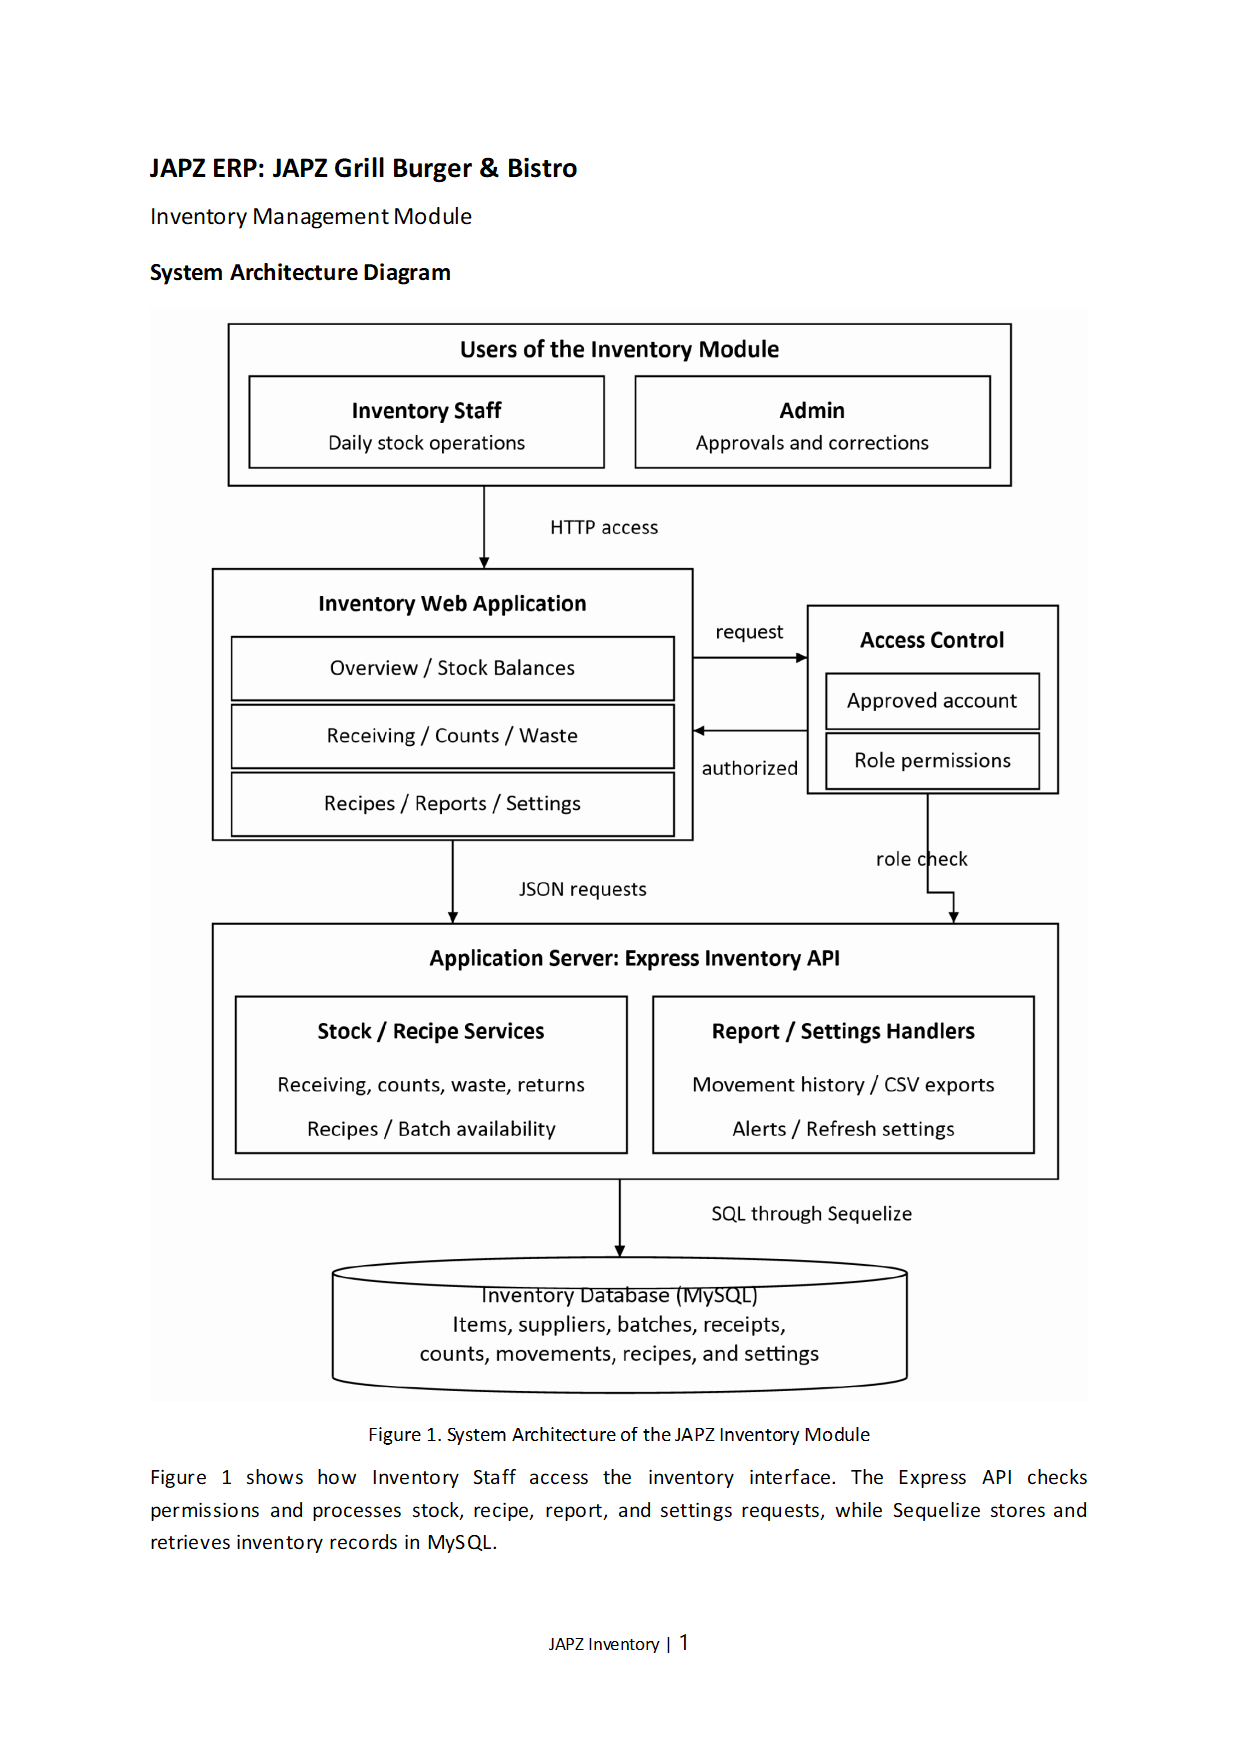 JAPZ ERP: JAPZ Grill Burger & Bistro
Inventory Management Module
System Architecture Diagram
Users of the Inventory Module
Inventory Staff
Daily stock operations
Admin
Approvals and corrections
HTTP access
Inventory Web Application
Overview / Stock Balances
Receiving / Counts / Waste
Recipes / Reports / Settings
request
authorized
Access Control
Approved account
Role permissions
role check
JSON requests
Application Server: Express Inventory API
Stock / Recipe Services
Receiving, counts, waste, returns
Recipes / Batch availability
Report / Settings Handlers
Movement history / CSV exports
Alerts / Refresh settings
SQL through Sequelize
Inventory Database (MySQL)
Items, suppliers, batches, receipts,
counts, movements, recipes, and settings
Figure 1. System Architecture of the JAPZ Inventory Module
Figure 1 shows how Inventory Staff access the inventory interface. The Express API checks
permissions and processes stock, recipe, report, and settings requests, while Sequelize stores and
retrieves inventory records in MySQL.
JAPZ Inventory | 1